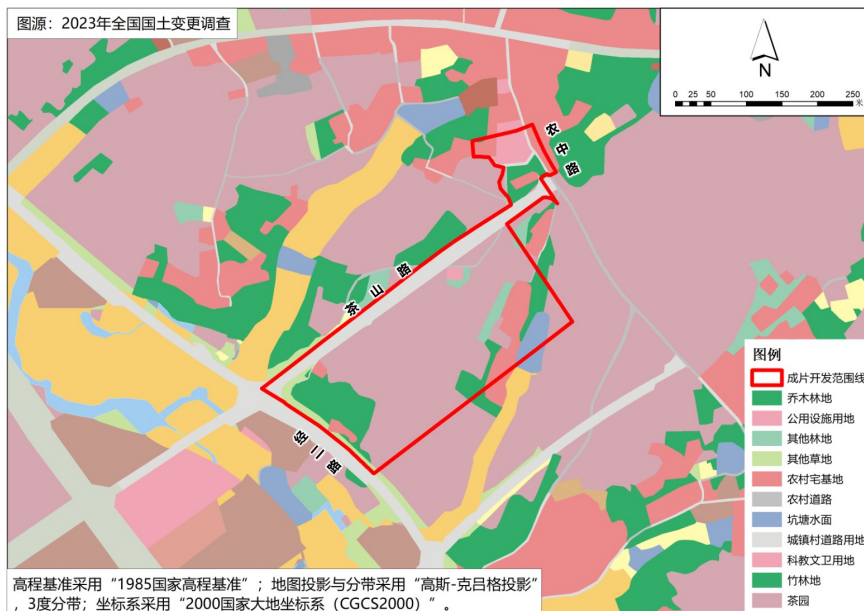 图源：2023年全国国土变更调查
N
0 25 50 100 150 200 250
米
农中路
茶山路
经二路
图例
成片开发范围线
乔木林地
公用设施用地
其他林地
其他草地
农村宅基地
农村道路
坑塘水面
城镇村道路用地
科教文卫用地
竹林地
茶园
高程基准采用“1985国家高程基准”；地图投影与分带采用“高斯-克吕格投影”
，3度分带；坐标系采用“2000国家大地坐标系（CGCS2000）”。